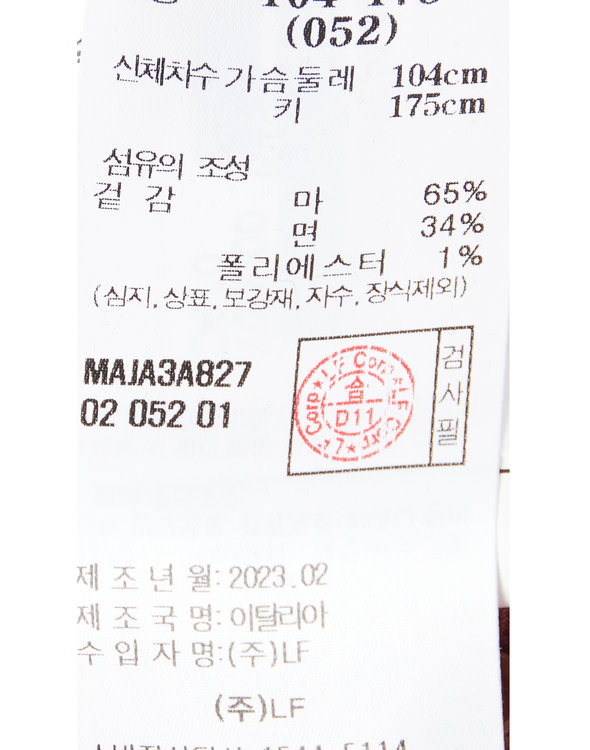 (052)
신체치수 가슴둘레 104cm
키 175cm
섬유의 조성
겉 감 마 65%
면 34%
폴리에스터 1%
(심지, 상표, 보강재, 자수, 장식제외)
MAJA3A827
02 052 01
검사필
합
D11
제 조 년 월: 2023.02
제 조 국 명: 이탈리아
수 입 자 명: (주)LF
(주)LF